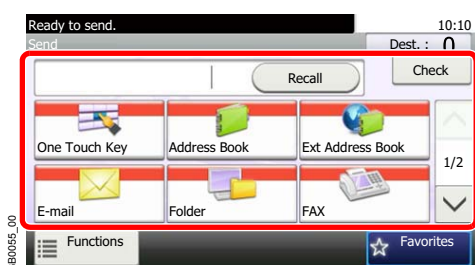 Ready to send. 10:10
Send Dest. : 0
Recall Check
One Touch Key Address Book Ext Address Book
1/2
E-mail Folder FAX
Functions Favorites